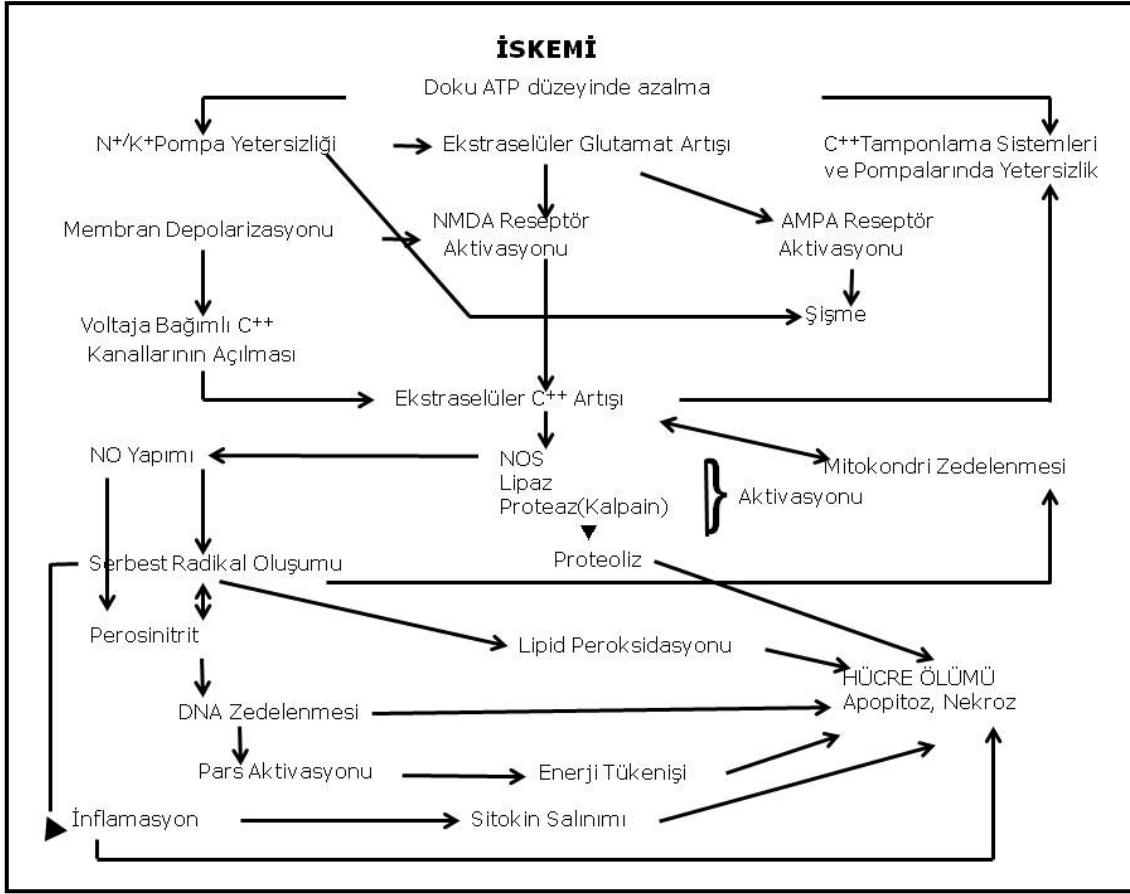 İSKEMİ
Doku ATP düzeyinde azalma
N⁺/K⁺Pompa Yetersizliği
Ekstraselüler Glutamat Artışı
C⁺⁺Tamponlama Sistemleri
ve Pompalarında Yetersizlik
Membran Depolarizasyonu
NMDA Reseptör
Aktivasyonu
AMPA Reseptör
Aktivasyonu
Şişme
Voltaja Bağımlı C⁺⁺
Kanallarının Açılması
Ekstraselüler C⁺⁺ Artışı
NO Yapımı
NOS
Lipaz
Proteaz(Kalpain)
Aktivasyonu
Mitokondri Zedelenmesi
Serbest Radikal Oluşumu
Proteoliz
Perosinitrit
Lipid Peroksidasyonu
HÜCRE ÖLÜMÜ
Apopitoz, Nekroz
DNA Zedelenmesi
Pars Aktivasyonu
Enerji Tükenişi
İnflamasyon
Sitokin Salınımı